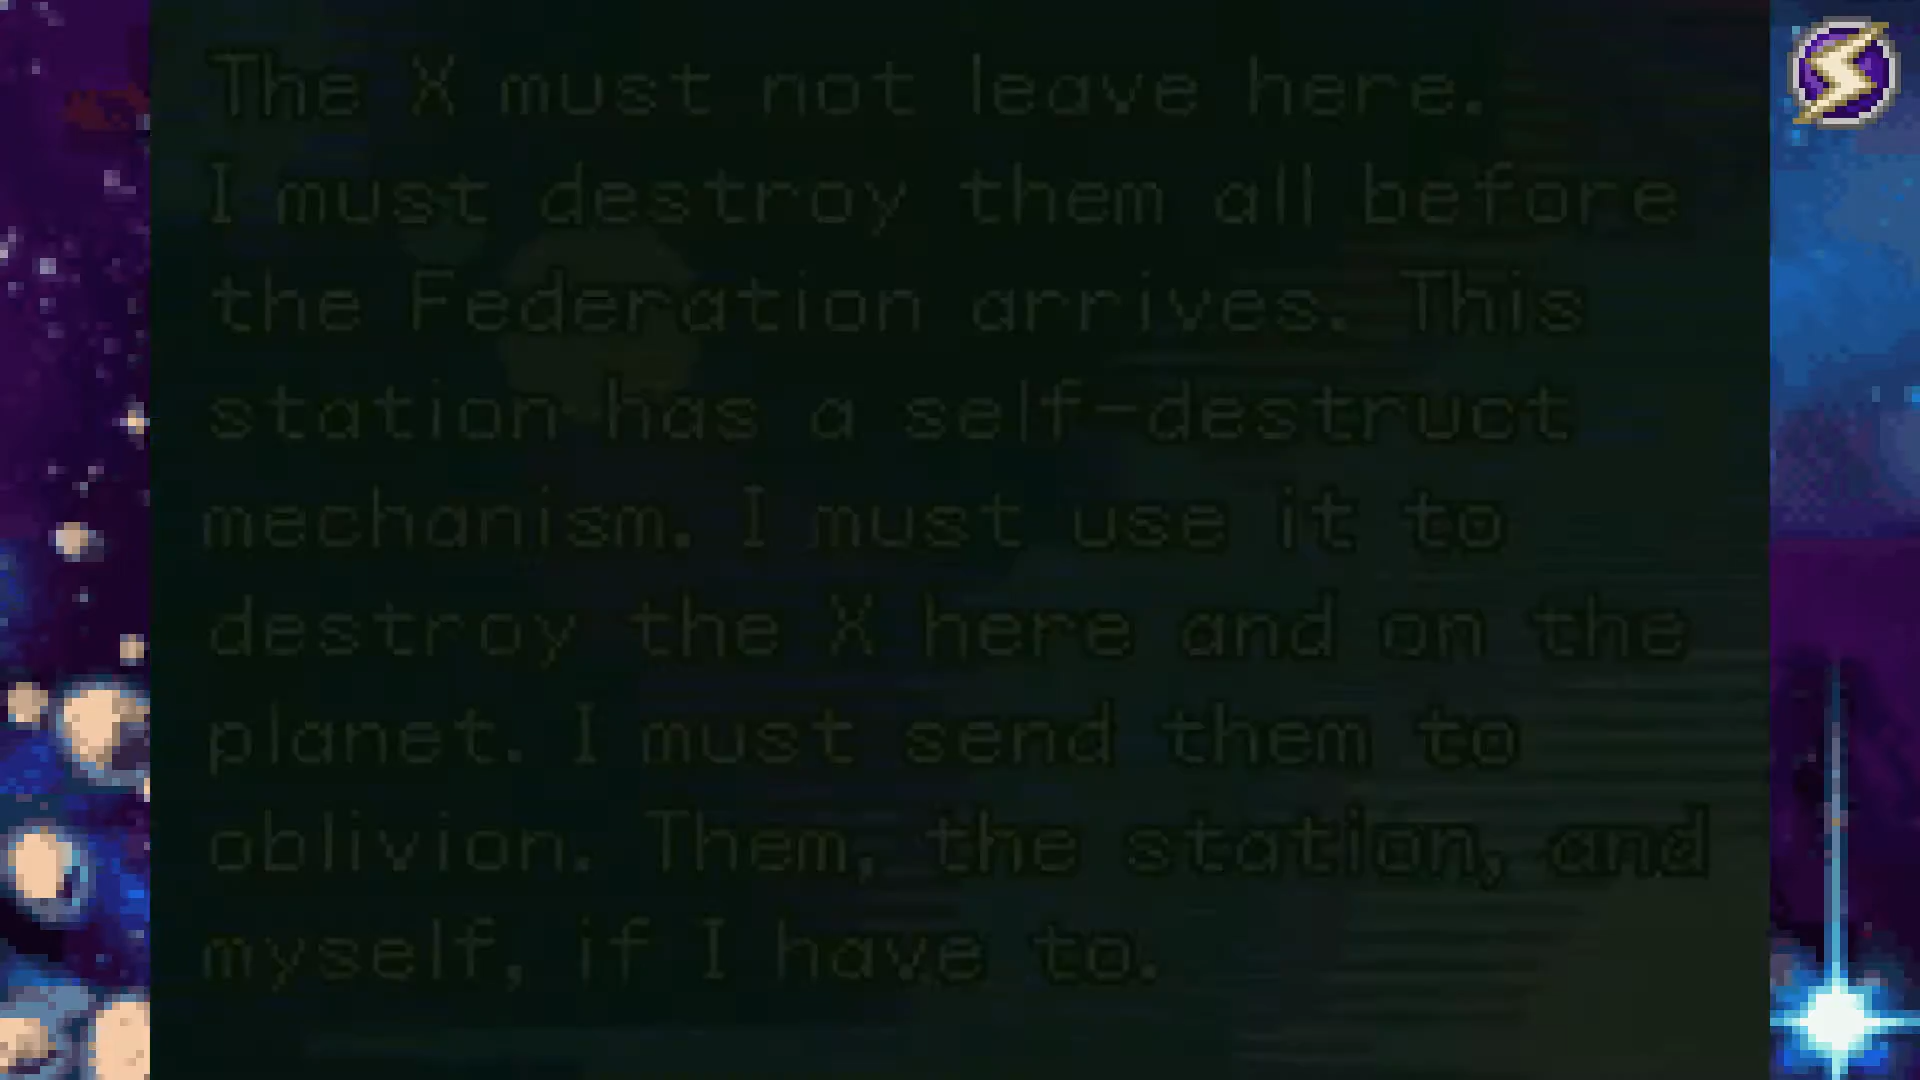 The X must not leave here.
I must destroy them all before
the Federation arrives. This
station has a self-destruct
mechanism. I must use it to
destroy the X here and on the
planet. I must send them to
oblivion. Them, the station, and
myself, if I have to.